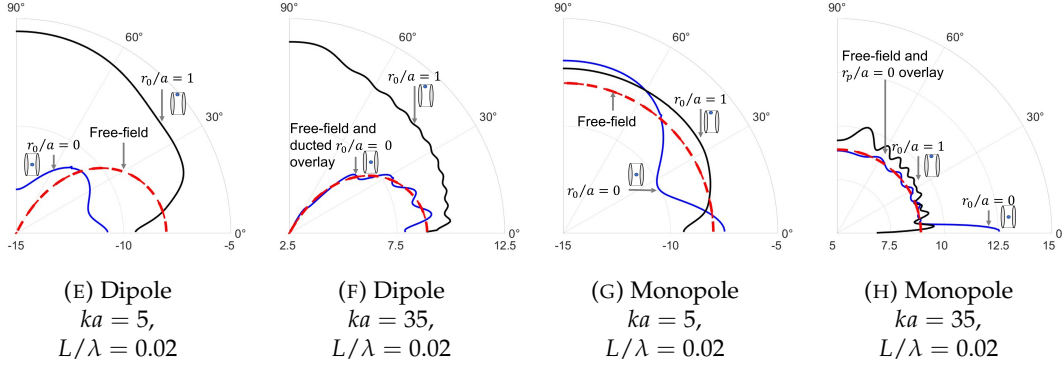 90°
60°
30°
0°
-15
-10
-5
r₀/a = 1
Free-field
r₀/a = 0
(E) Dipole
ka = 5,
L/λ = 0.02
90°
60°
30°
0°
2.5
7.5
12.5
r₀/a = 1
Free-field and
ducted r₀/a = 0
overlay
(F) Dipole
ka = 35,
L/λ = 0.02
90°
60°
30°
0°
-15
-10
-5
r₀/a = 1
Free-field
r₀/a = 0
(G) Monopole
ka = 5,
L/λ = 0.02
90°
60°
30°
0
5
7.5
10
12.5
15
Free-field and
rₚ/a = 0 overlay
r₀/a = 1
r₀/a = 0
(H) Monopole
ka = 35,
L/λ = 0.02